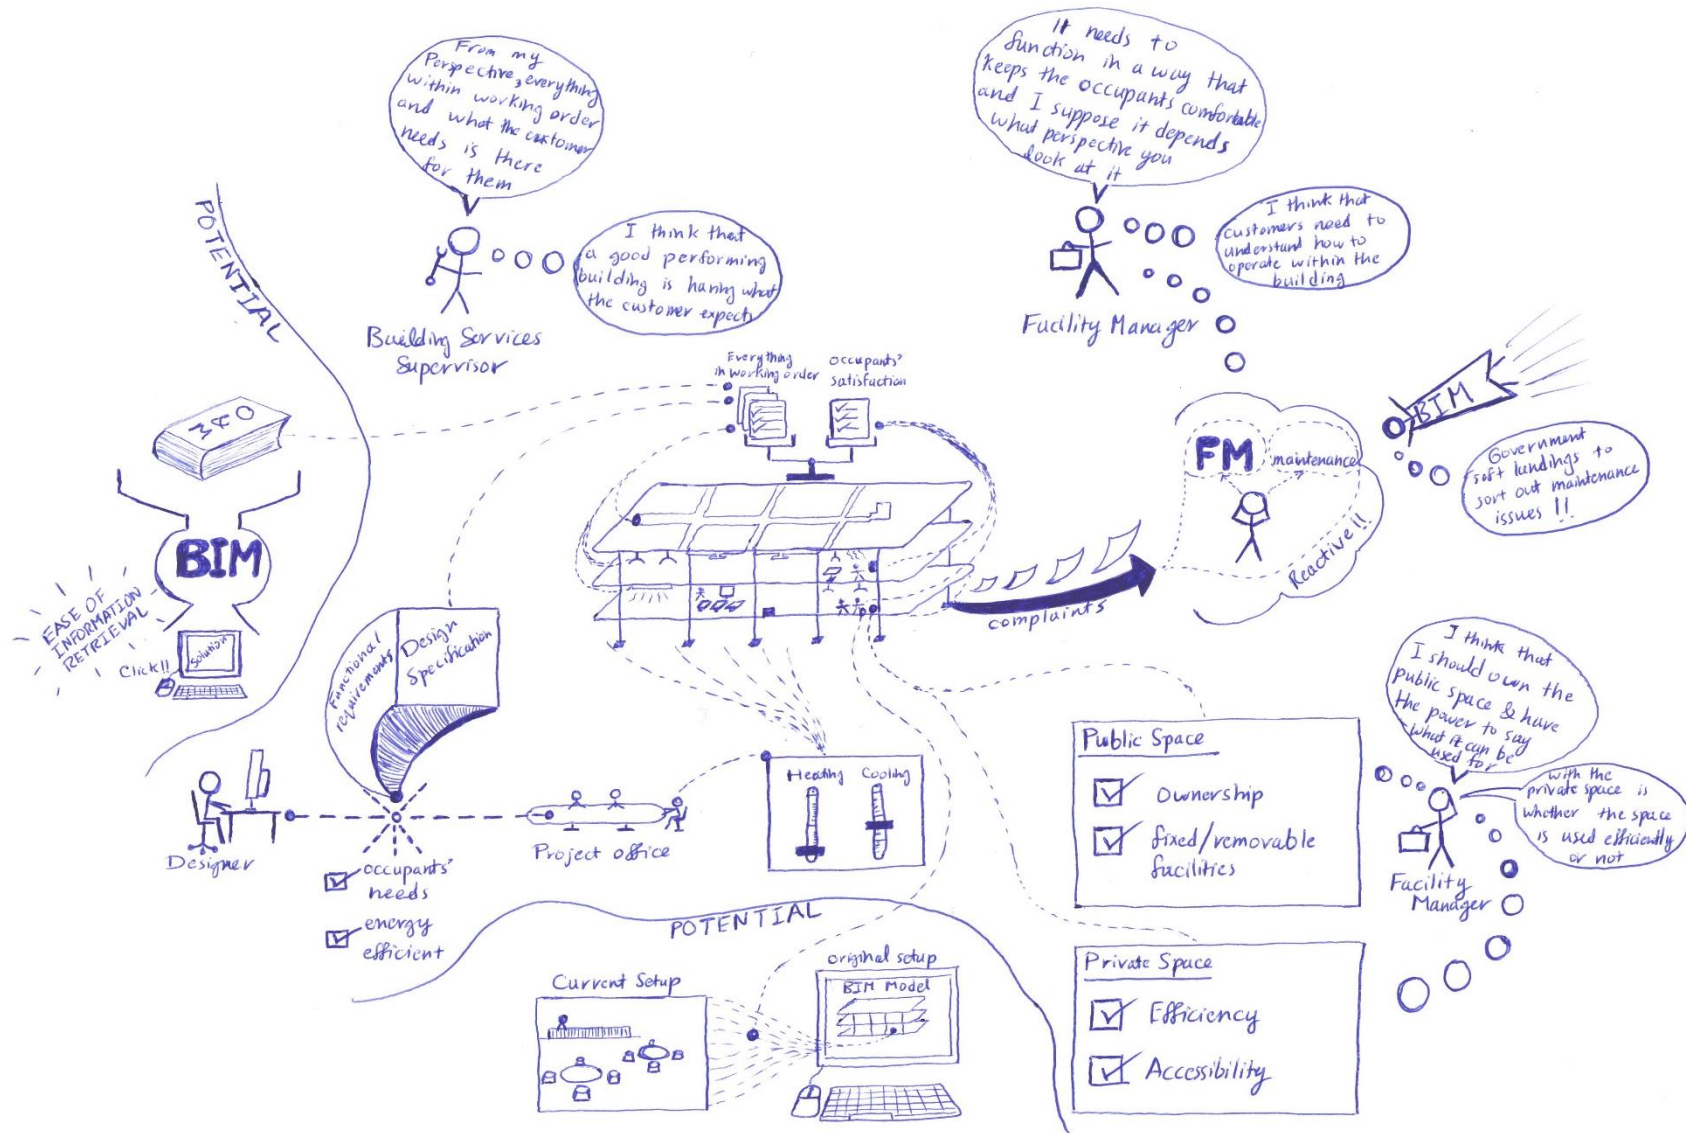 From my
Perspective, everything
within working order
and what the customer
needs is there
for them
I think that
a good performing
building is having what
the customer expects
Building Services
Supervisor
It needs to
function in a way that
keeps the occupants comfortable
and I suppose it depends
what perspective you
look at it
I think that
customers need to
understand how to
operate within the
building
Facility Manager
POTENTIAL
Everything
in working order
occupants'
satisfaction
BIM
Government
soft landings to
sort out maintenance
issues !!
FM
maintenance
Reactive!!
complaints
BIM
EASE OF
INFORMATION
RETRIEVAL
Click!!
Solution
Functional
requirements
Design
Specification
Designer
Project office
occupants'
needs
energy
efficient
Heating Cooling
Public Space
Ownership
fixed/removable
facilities
I think that
I should own the
public space & have
the power to say
what it can be
used for
with the
private space is
whether the space
is used efficiently
or not
Facility
Manager
POTENTIAL
Current Setup
original setup
BIM Model
Private Space
Efficiency
Accessibility